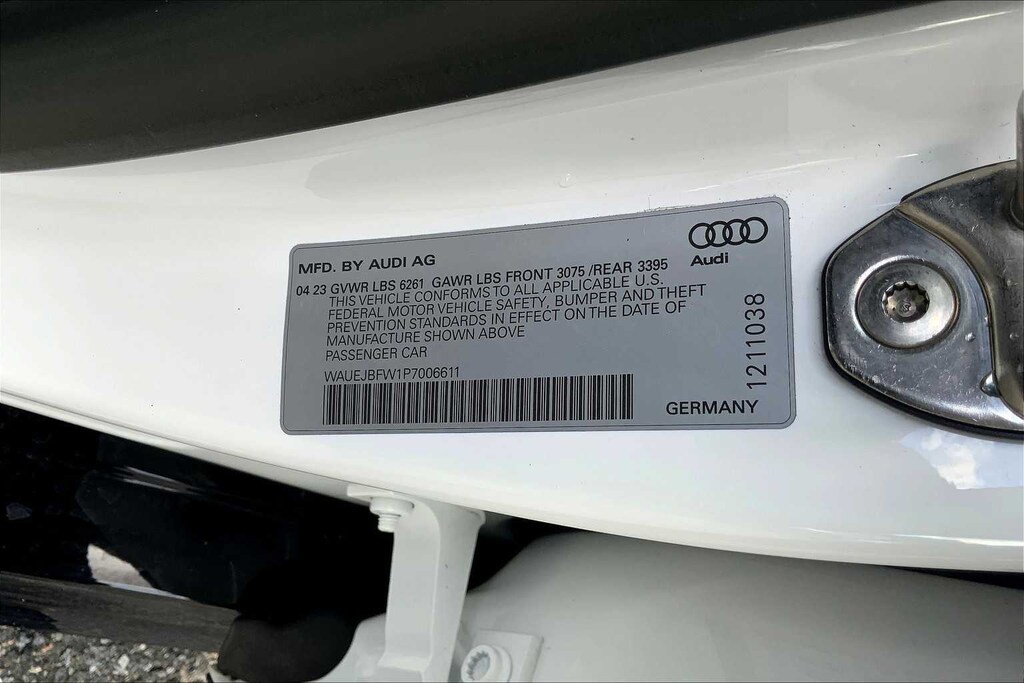 MFD. BY AUDI AG
Audi
04 23 GVWR LBS 6261 GAWR LBS FRONT 3075 /REAR 3395
THIS VEHICLE CONFORMS TO ALL APPLICABLE U.S.
FEDERAL MOTOR VEHICLE SAFETY, BUMPER AND THEFT
PREVENTION STANDARDS IN EFFECT ON THE DATE OF
MANUFACTURE SHOWN ABOVE
PASSENGER CAR
WAUEJBFW1P7006611
GERMANY
1211038